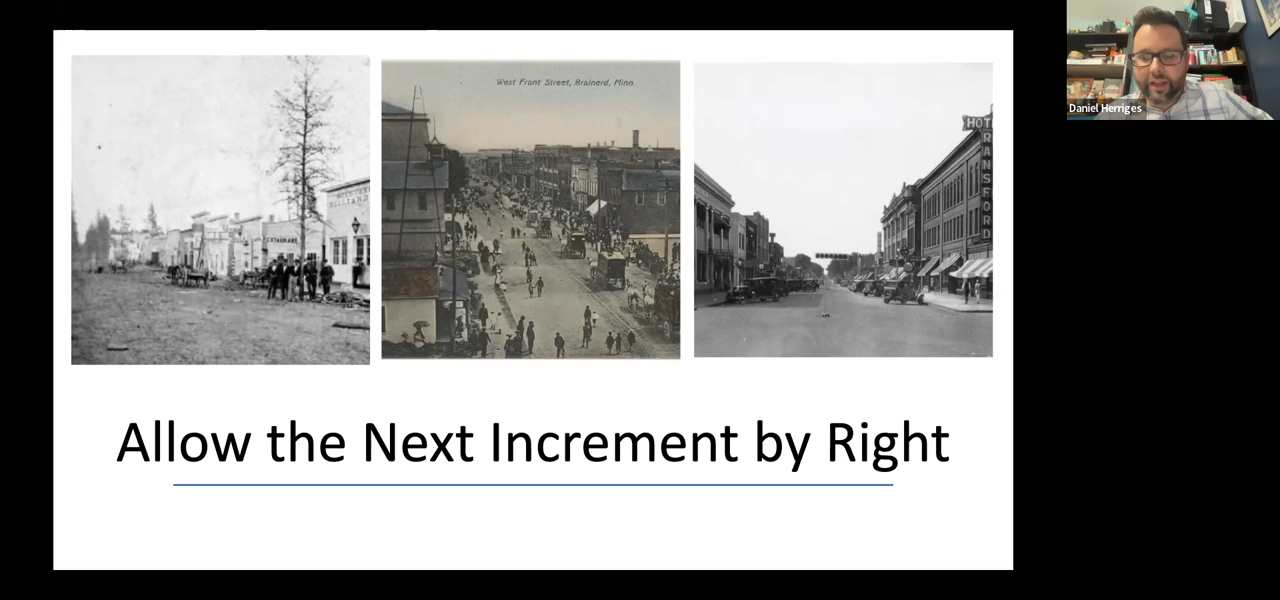 West Front Street, Brainerd, Minn.
HOT
RANSFORD
Allow the Next Increment by Right
Daniel Herriges